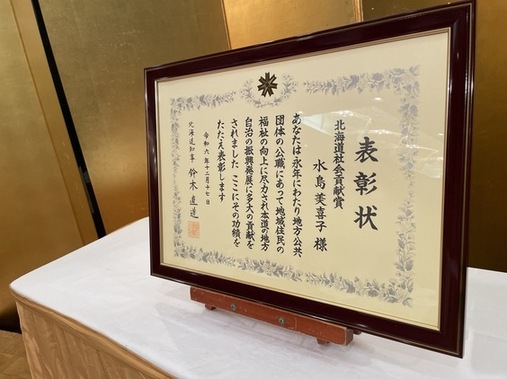 表彰状
北海道社会貢献賞
水島美喜子 様
あなたは永年にわたり地方公共
団体の公職にあって地域住民の
福祉の向上に尽力され本道の地方
自治の振興発展に多大の貢献を
されました ここにその功績を
たたえ表彰します
令和六年十二月十七日
北海道知事 鈴木直道